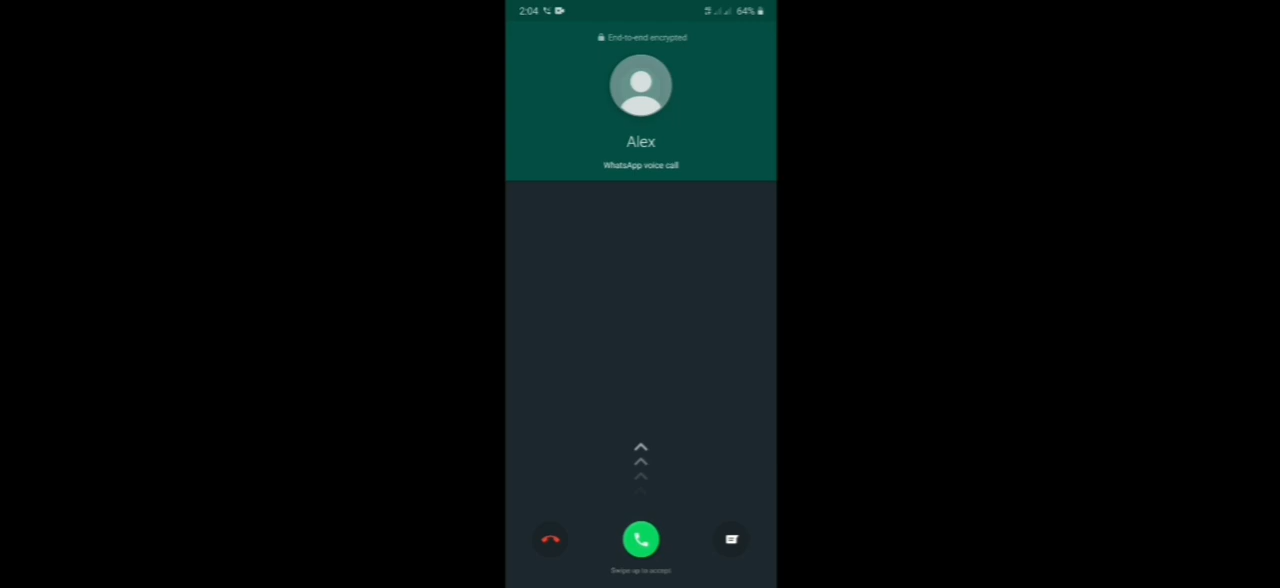 2:04 64%
End-to-end encrypted
Alex
WhatsApp voice call
Swipe up to accept